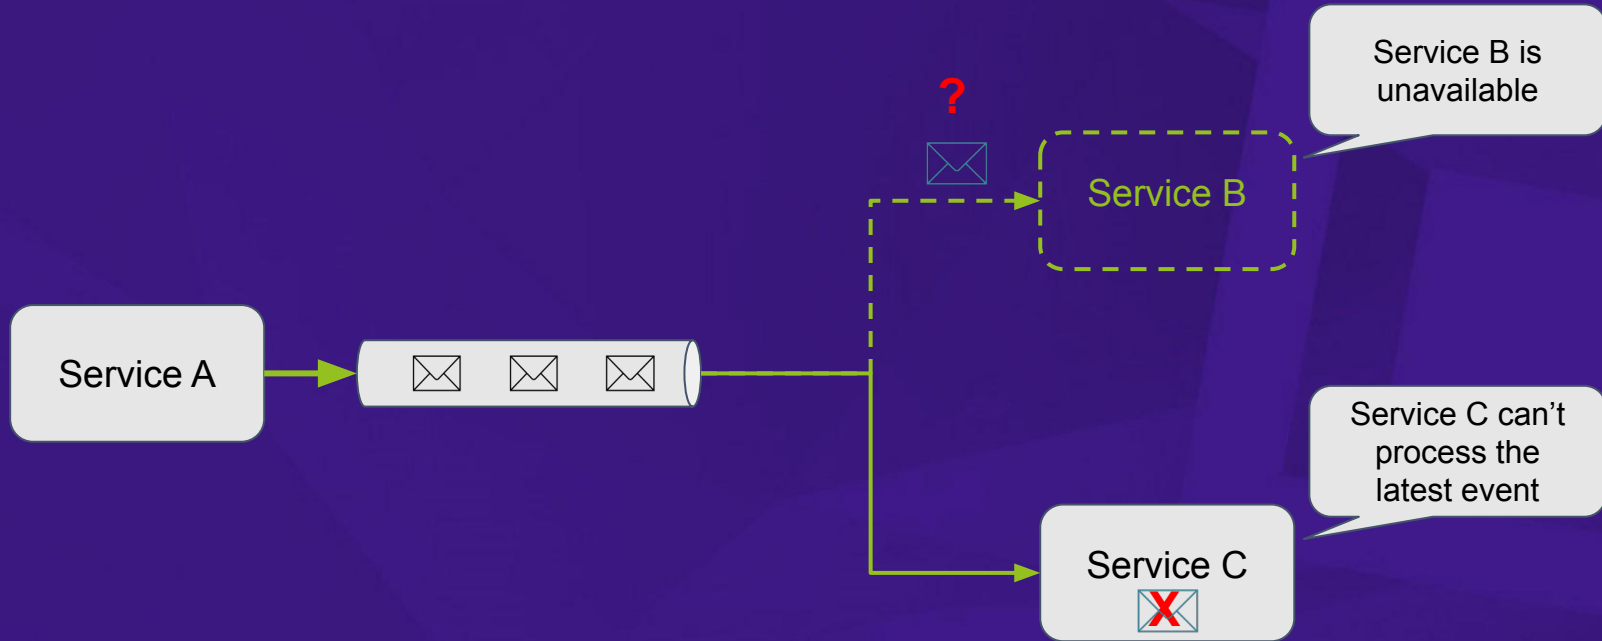 Service B is
unavailable
?
Service B
Service A
Service C can’t
process the
latest event
Service C
X